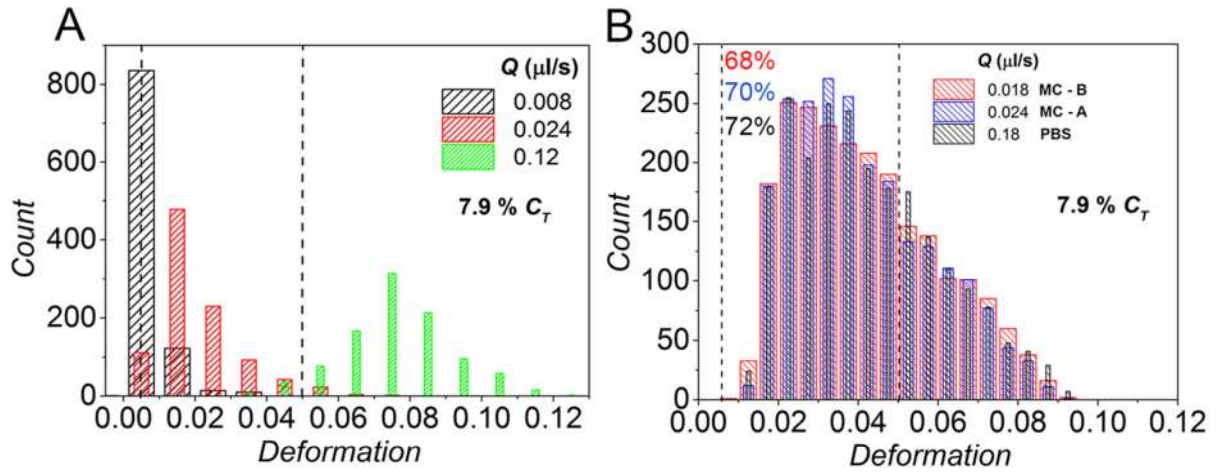 A
Count
800
600
400
200
0
Q (µl/s)
0.008
0.024
0.12
7.9 % C_T
0.00 0.02 0.04 0.06 0.08 0.10 0.12
Deformation
B
Count
300
250
200
150
100
50
0
68%
70%
72%
Q (µl/s)
0.018 MC - B
0.024 MC - A
0.18 PBS
7.9 % C_T
0.00 0.02 0.04 0.06 0.08 0.10 0.12
Deformation